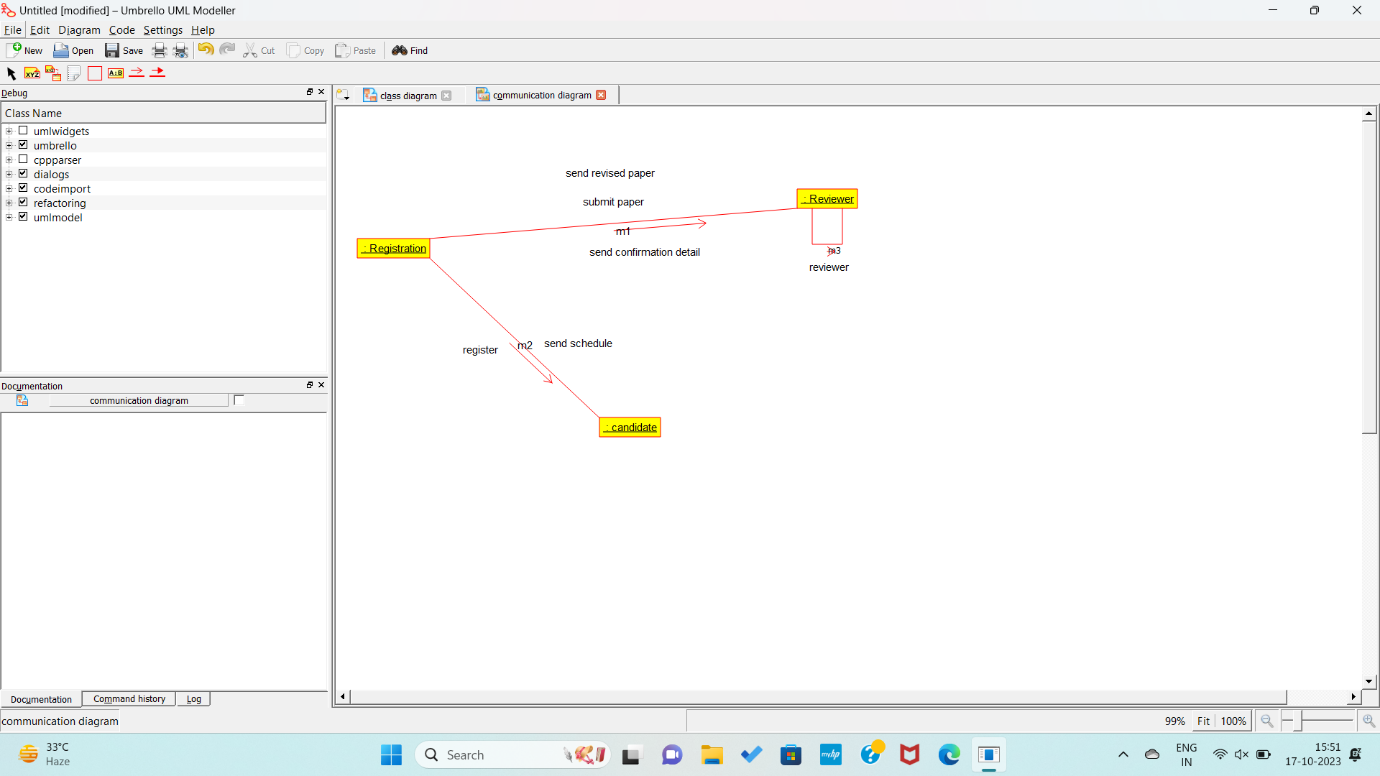 Untitled [modified] – Umbrello UML Modeller
File Edit Diagram Code Settings Help
New Open Save Cut Copy Paste Find
XYZ A:B
Debug
Class Name
umlwidgets
umbrello
cppparser
dialogs
codeimport
refactoring
umlmodel
Documentation
communication diagram
Documentation Command history Log
class diagram communication diagram
send revised paper
submit paper
: Reviewer
m1
: Registration
send confirmation detail
m3
reviewer
register m2 send schedule
: candidate
communication diagram
99% Fit 100%
33°C
Haze
Search
myhp
ENG
IN
15:51
17-10-2023